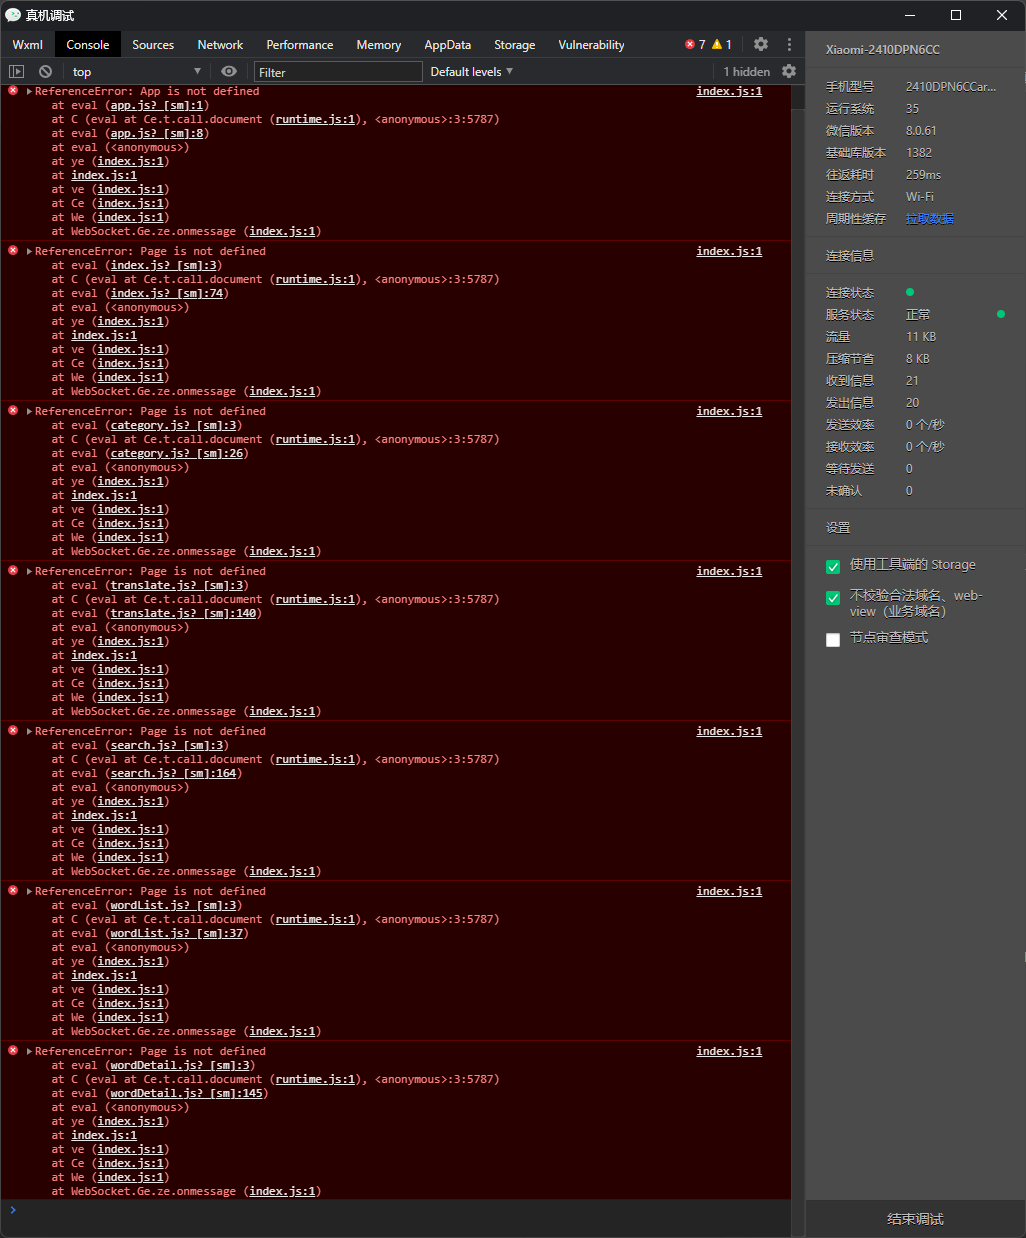 真机调试
Wxml Console Sources Network Performance Memory AppData Storage Vulnerability 7 1
top Filter Default levels 1 hidden
ReferenceError: App is not defined index.js:1
at eval (app.js? [sm]:1)
at C (eval at Ce.t.call.document (runtime.js:1), <anonymous>:3:5787)
at eval (app.js? [sm]:8)
at eval (<anonymous>)
at ye (index.js:1)
at index.js:1
at ve (index.js:1)
at Ce (index.js:1)
at We (index.js:1)
at WebSocket.Ge.ze.onmessage (index.js:1)
ReferenceError: Page is not defined index.js:1
at eval (index.js? [sm]:3)
at C (eval at Ce.t.call.document (runtime.js:1), <anonymous>:3:5787)
at eval (index.js? [sm]:74)
at eval (<anonymous>)
at ye (index.js:1)
at index.js:1
at ve (index.js:1)
at Ce (index.js:1)
at We (index.js:1)
at WebSocket.Ge.ze.onmessage (index.js:1)
ReferenceError: Page is not defined index.js:1
at eval (category.js? [sm]:3)
at C (eval at Ce.t.call.document (runtime.js:1), <anonymous>:3:5787)
at eval (category.js? [sm]:26)
at eval (<anonymous>)
at ye (index.js:1)
at index.js:1
at ve (index.js:1)
at Ce (index.js:1)
at We (index.js:1)
at WebSocket.Ge.ze.onmessage (index.js:1)
ReferenceError: Page is not defined index.js:1
at eval (translate.js? [sm]:3)
at C (eval at Ce.t.call.document (runtime.js:1), <anonymous>:3:5787)
at eval (translate.js? [sm]:140)
at eval (<anonymous>)
at ye (index.js:1)
at index.js:1
at ve (index.js:1)
at Ce (index.js:1)
at We (index.js:1)
at WebSocket.Ge.ze.onmessage (index.js:1)
ReferenceError: Page is not defined index.js:1
at eval (search.js? [sm]:3)
at C (eval at Ce.t.call.document (runtime.js:1), <anonymous>:3:5787)
at eval (search.js? [sm]:164)
at eval (<anonymous>)
at ye (index.js:1)
at index.js:1
at ve (index.js:1)
at Ce (index.js:1)
at We (index.js:1)
at WebSocket.Ge.ze.onmessage (index.js:1)
ReferenceError: Page is not defined index.js:1
at eval (wordList.js? [sm]:3)
at C (eval at Ce.t.call.document (runtime.js:1), <anonymous>:3:5787)
at eval (wordList.js? [sm]:37)
at eval (<anonymous>)
at ye (index.js:1)
at index.js:1
at ve (index.js:1)
at Ce (index.js:1)
at We (index.js:1)
at WebSocket.Ge.ze.onmessage (index.js:1)
ReferenceError: Page is not defined index.js:1
at eval (wordDetail.js? [sm]:3)
at C (eval at Ce.t.call.document (runtime.js:1), <anonymous>:3:5787)
at eval (wordDetail.js? [sm]:145)
at eval (<anonymous>)
at ye (index.js:1)
at index.js:1
at ve (index.js:1)
at Ce (index.js:1)
at We (index.js:1)
at WebSocket.Ge.ze.onmessage (index.js:1)
Xiaomi-2410DPN6CC
手机型号 2410DPN6CCar...
运行系统 35
微信版本 8.0.61
基础库版本 1382
往返耗时 259ms
连接方式 Wi-Fi
周期性缓存 拉取数据
连接信息
连接状态
服务状态 正常
流量 11 KB
压缩节省 8 KB
收到信息 21
发出信息 20
发送效率 0 个/秒
接收效率 0 个/秒
等待发送 0
未确认 0
设置
使用工具端的 Storage
不校验合法域名、web-
view（业务域名）
节点审查模式
结束调试